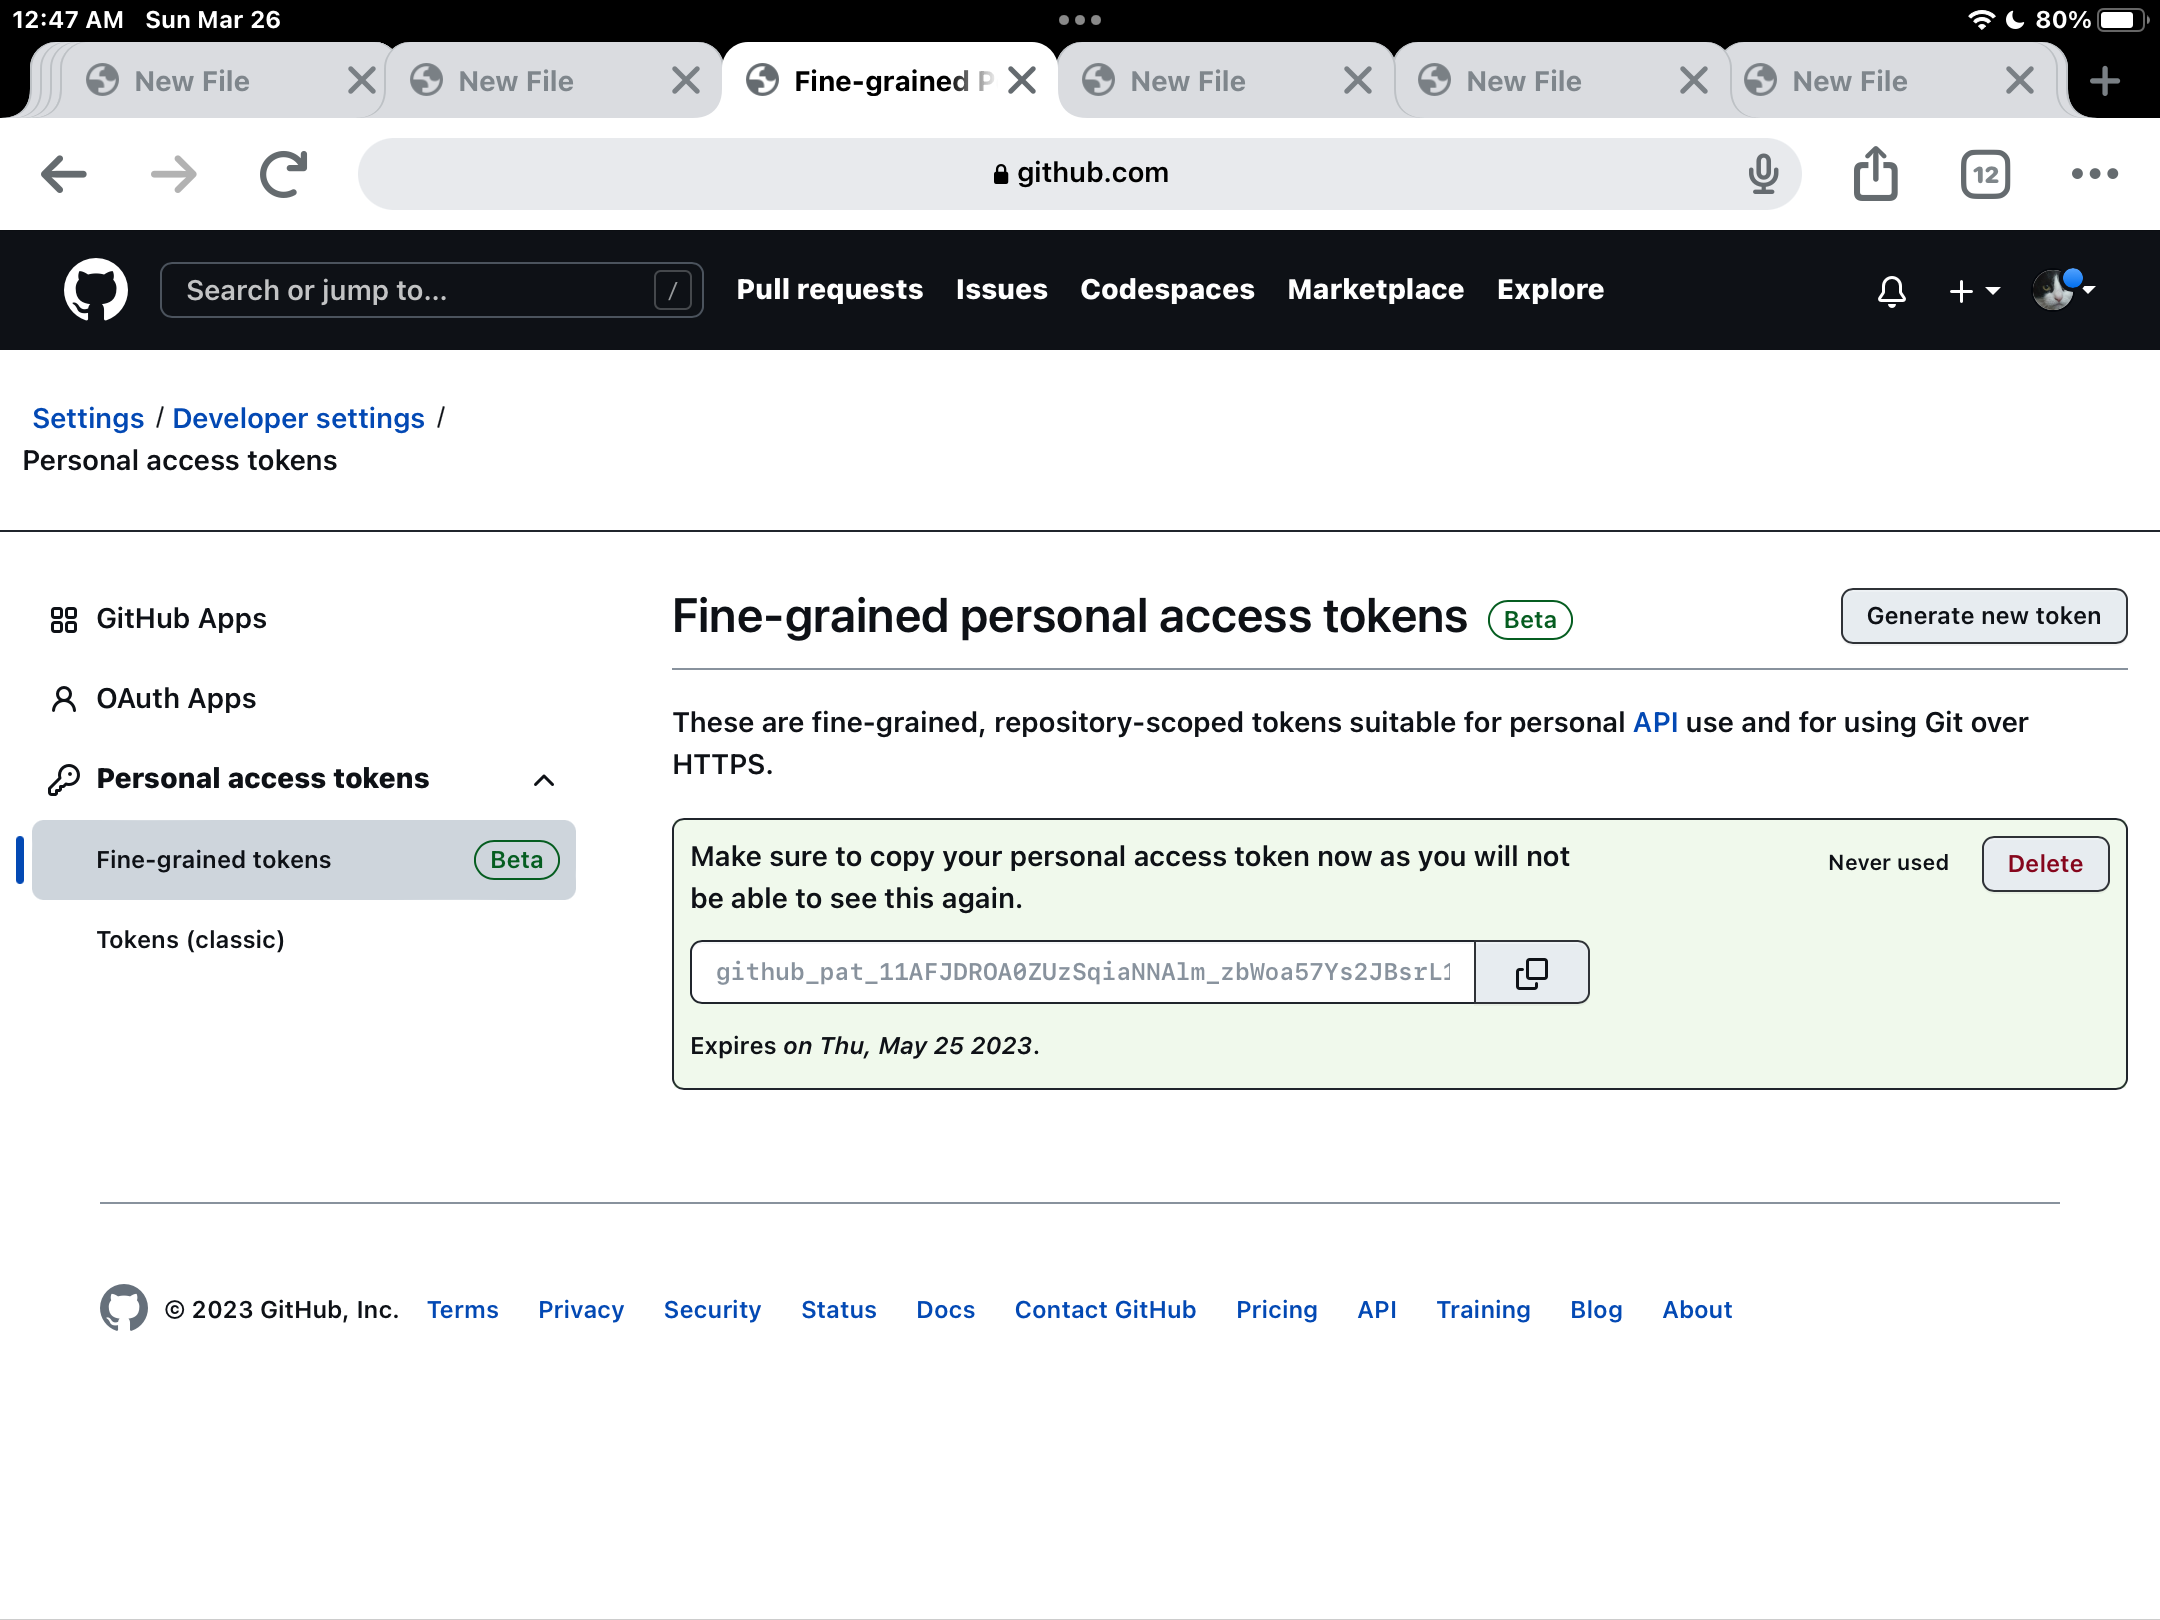 12:47 AM Sun Mar 26 80%
New File New File Fine-grained P New File New File New File
github.com 12
Search or jump to... / Pull requests Issues Codespaces Marketplace Explore
Settings / Developer settings /
Personal access tokens
GitHub Apps
OAuth Apps
Personal access tokens
Fine-grained tokens Beta
Tokens (classic)
Fine-grained personal access tokens Beta Generate new token
These are fine-grained, repository-scoped tokens suitable for personal API use and for using Git over
HTTPS.
Make sure to copy your personal access token now as you will not
be able to see this again.
Never used Delete
github_pat_11AFJDROA0ZUzSqiaNNAlm_zbWoa57Ys2JBsrL1
Expires on Thu, May 25 2023.
© 2023 GitHub, Inc. Terms Privacy Security Status Docs Contact GitHub Pricing API Training Blog About